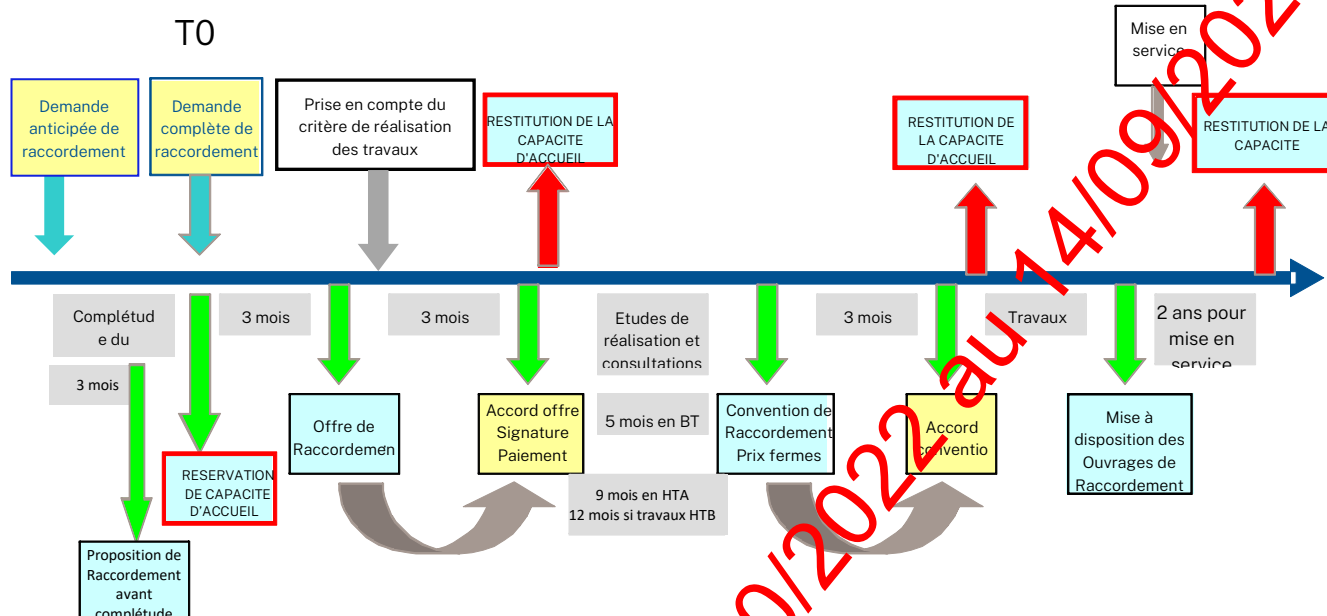 T0
Mise en
service
Demande
anticipée de
raccordement
Demande
complète de
raccordement
Prise en compte du
critère de réalisation
des travaux
RESTITUTION DE LA
CAPACITE
D'ACCUEIL
RESTITUTION DE
LA CAPACITE
D'ACCUEIL
RESTITUTION DE LA
CAPACITE
Complétud
e du
3 mois
3 mois
3 mois
Etudes de
réalisation et
consultations
5 mois en BT
9 mois en HTA
12 mois si travaux HTB
3 mois
Travaux
2 ans pour
mise en
service
Offre de
Raccordemen
Accord offre
Signature
Paiement
Convention de
Raccordement
Prix fermes
Accord
conventio
Mise à
disposition des
Ouvrages de
Raccordement
RESERVATION
DE CAPACITE
D'ACCUEIL
Proposition de
Raccordement
avant
complétude
0/2022 au 14/09/202